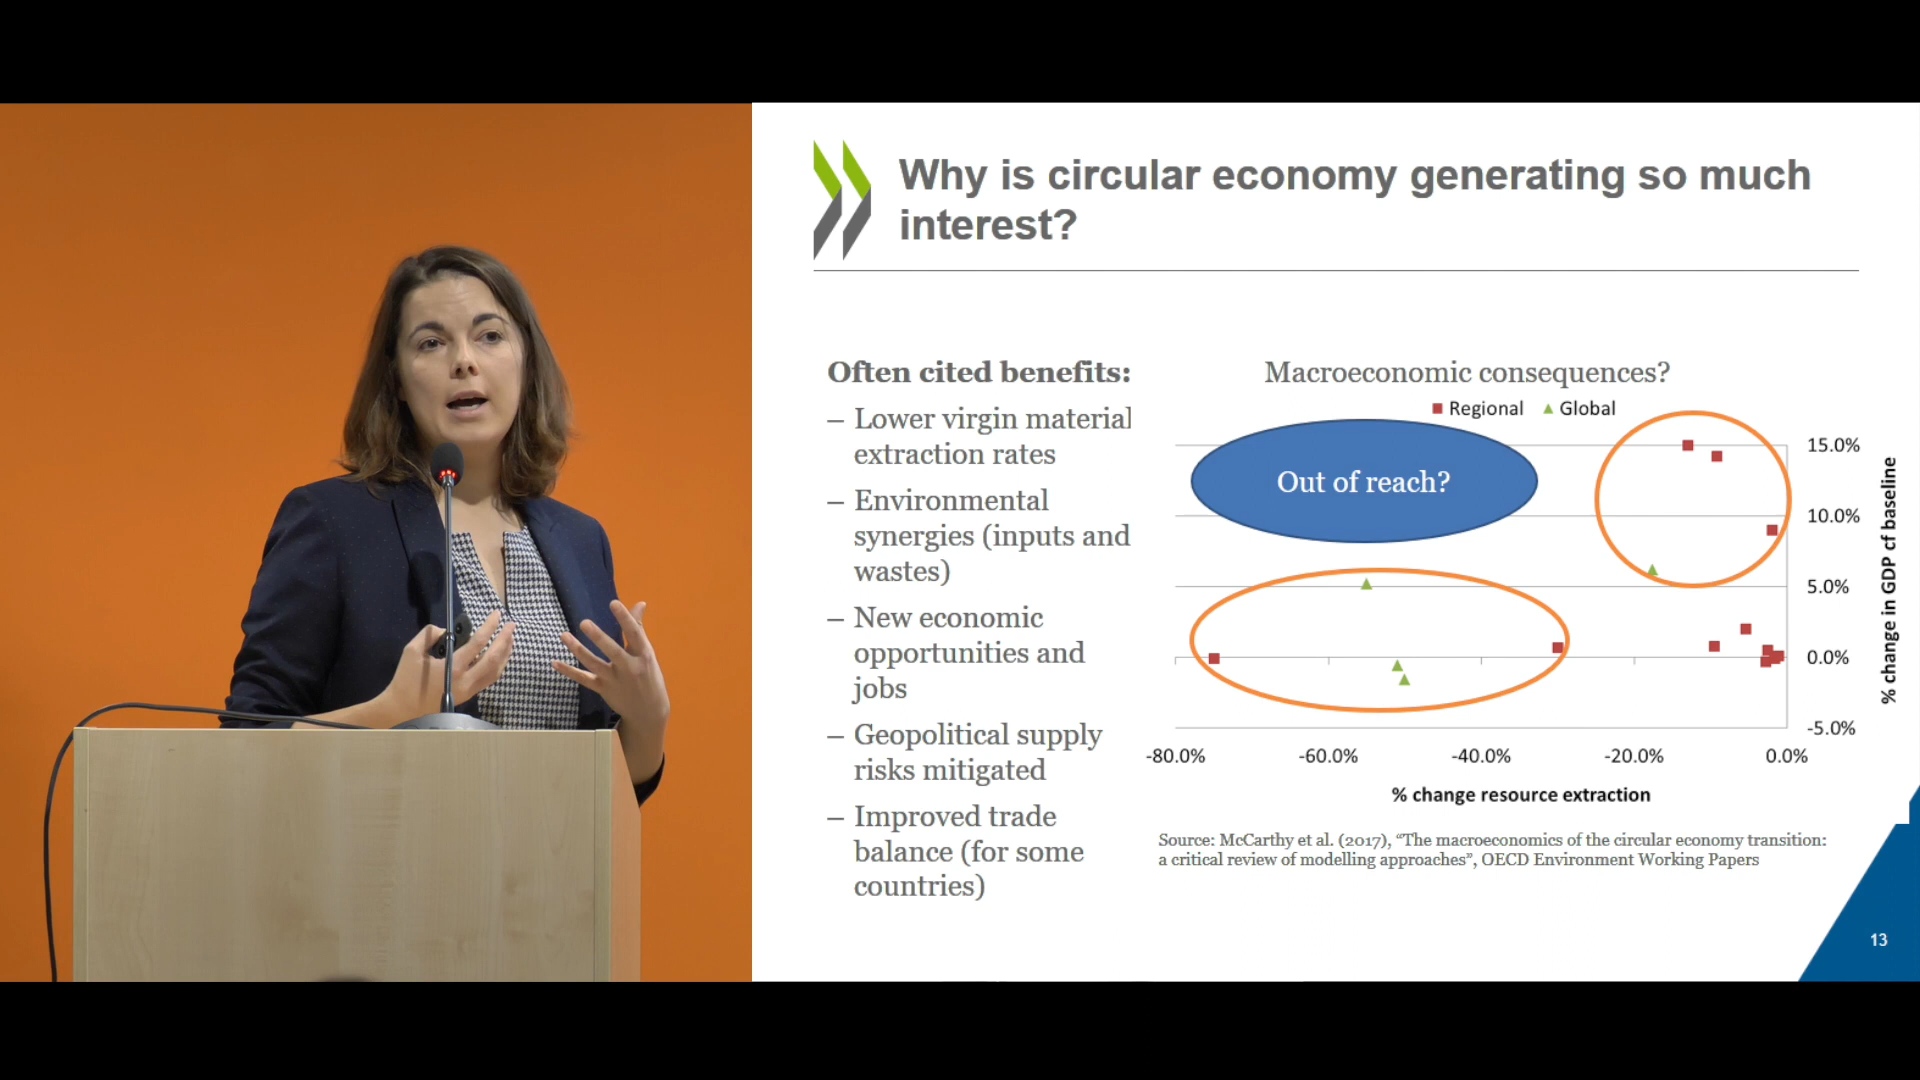 Why is circular economy generating so much
interest?
Often cited benefits:
– Lower virgin material
extraction rates
– Environmental
synergies (inputs and
wastes)
– New economic
opportunities and
jobs
– Geopolitical supply
risks mitigated
– Improved trade
balance (for some
countries)
Macroeconomic consequences?
Regional Global
Out of reach?
15.0%
10.0%
5.0%
0.0%
-5.0%
% change in GDP cf baseline
-80.0% -60.0% -40.0% -20.0% 0.0%
% change resource extraction
Source: McCarthy et al. (2017), “The macroeconomics of the circular economy transition:
a critical review of modelling approaches”, OECD Environment Working Papers
13